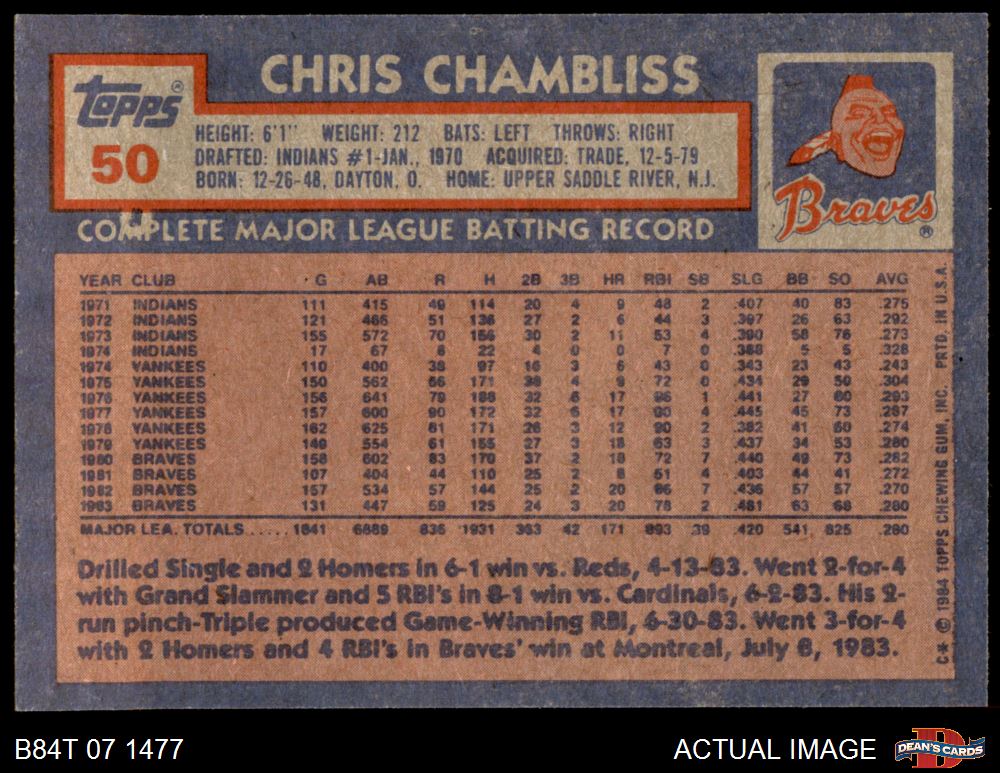 CHRIS CHAMBLISS
TOPPS®
50
HEIGHT: 6'1" WEIGHT: 212 BATS: LEFT THROWS: RIGHT
DRAFTED: INDIANS #1-JAN., 1970 ACQUIRED: TRADE, 12-5-79
BORN: 12-26-48, DAYTON, O. HOME: UPPER SADDLE RIVER, N.J.
Braves®
COMPLETE MAJOR LEAGUE BATTING RECORD
YEAR CLUB G AB R H 2B 3B HR RBI SB SLG BB SO AVG
1971 INDIANS 111 415 49 114 20 4 9 48 2 .407 40 83 .275
1972 INDIANS 121 466 51 136 27 2 6 44 3 .397 26 63 .292
1973 INDIANS 155 572 70 156 30 2 11 53 4 .390 58 76 .273
1974 INDIANS 17 67 8 22 4 0 0 7 0 .388 5 5 .328
1974 YANKEES 110 400 38 97 16 3 6 43 0 .343 23 43 .243
1975 YANKEES 150 562 66 171 38 4 9 72 0 .434 29 50 .304
1976 YANKEES 156 641 79 188 32 6 17 96 1 .441 27 80 .293
1977 YANKEES 157 600 90 172 32 6 17 90 4 .445 45 73 .287
1978 YANKEES 162 625 81 171 26 3 12 90 2 .382 41 60 .274
1979 YANKEES 149 554 61 155 27 3 18 63 3 .437 34 53 .280
1980 BRAVES 158 602 83 170 37 2 18 72 7 .440 49 73 .282
1981 BRAVES 107 404 44 110 25 2 8 51 4 .403 44 41 .272
1982 BRAVES 157 534 57 144 25 2 20 86 7 .436 57 57 .270
1983 BRAVES 131 447 59 125 24 3 20 78 2 .481 63 68 .280
MAJOR LEA. TOTALS ..... 1841 6889 836 1931 363 42 171 893 39 .420 541 825 .280
Drilled Single and 2 Homers in 6-1 win vs. Reds, 4-13-83. Went 2-for-4
with Grand Slammer and 5 RBI's in 8-1 win vs. Cardinals, 6-2-83. His 2-
run pinch-Triple produced Game-Winning RBI, 6-30-83. Went 3-for-4
with 2 Homers and 4 RBI's in Braves' win at Montreal, July 6, 1983.
C* © 1984 TOPPS CHEWING GUM, INC. PRTD. IN U.S.A.
B84T 07 1477
ACTUAL IMAGE
DEAN'S CARDS